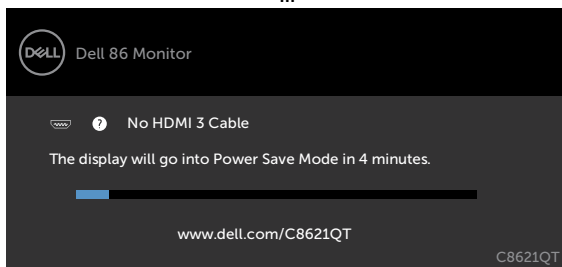 ...
DELL
Dell 86 Monitor
? No HDMI 3 Cable
The display will go into Power Save Mode in 4 minutes.
www.dell.com/C8621QT
C8621QT